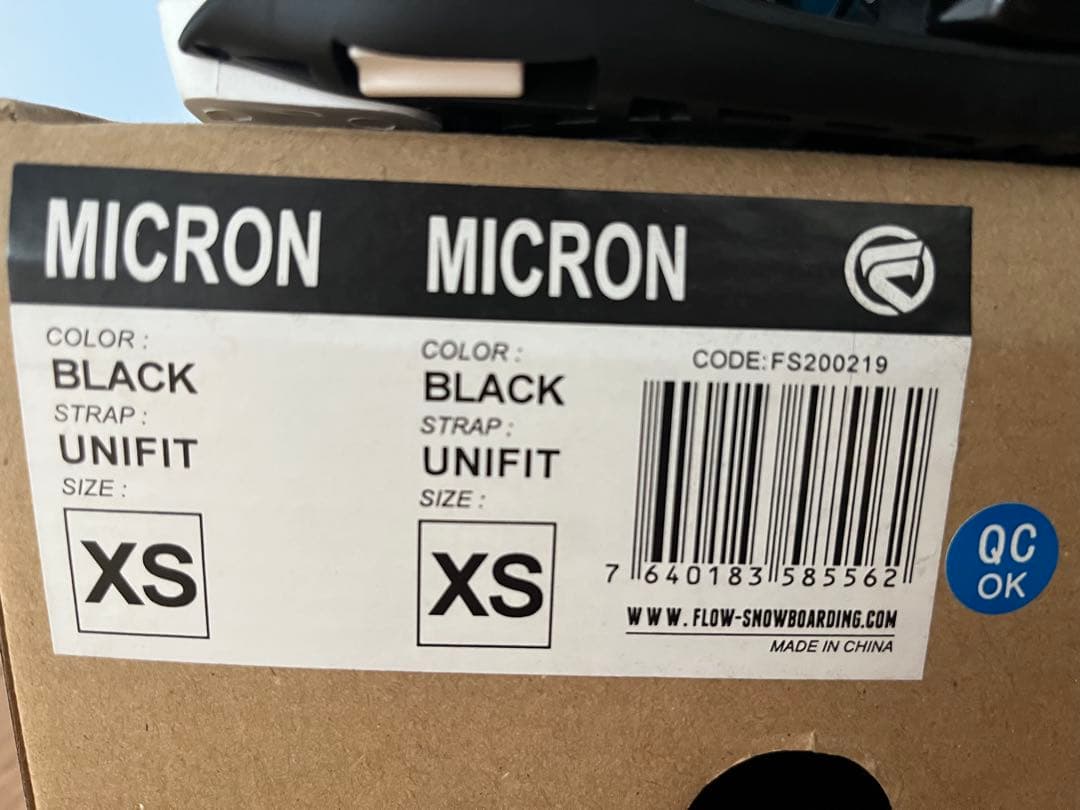 MICRON
COLOR :
BLACK
STRAP :
UNIFIT
SIZE :
XS
MICRON
COLOR :
BLACK
STRAP :
UNIFIT
SIZE :
XS
CODE:FS200219
7 640183 585562
WWW.FLOW-SNOWBOARDING.COM
MADE IN CHINA
QC
OK